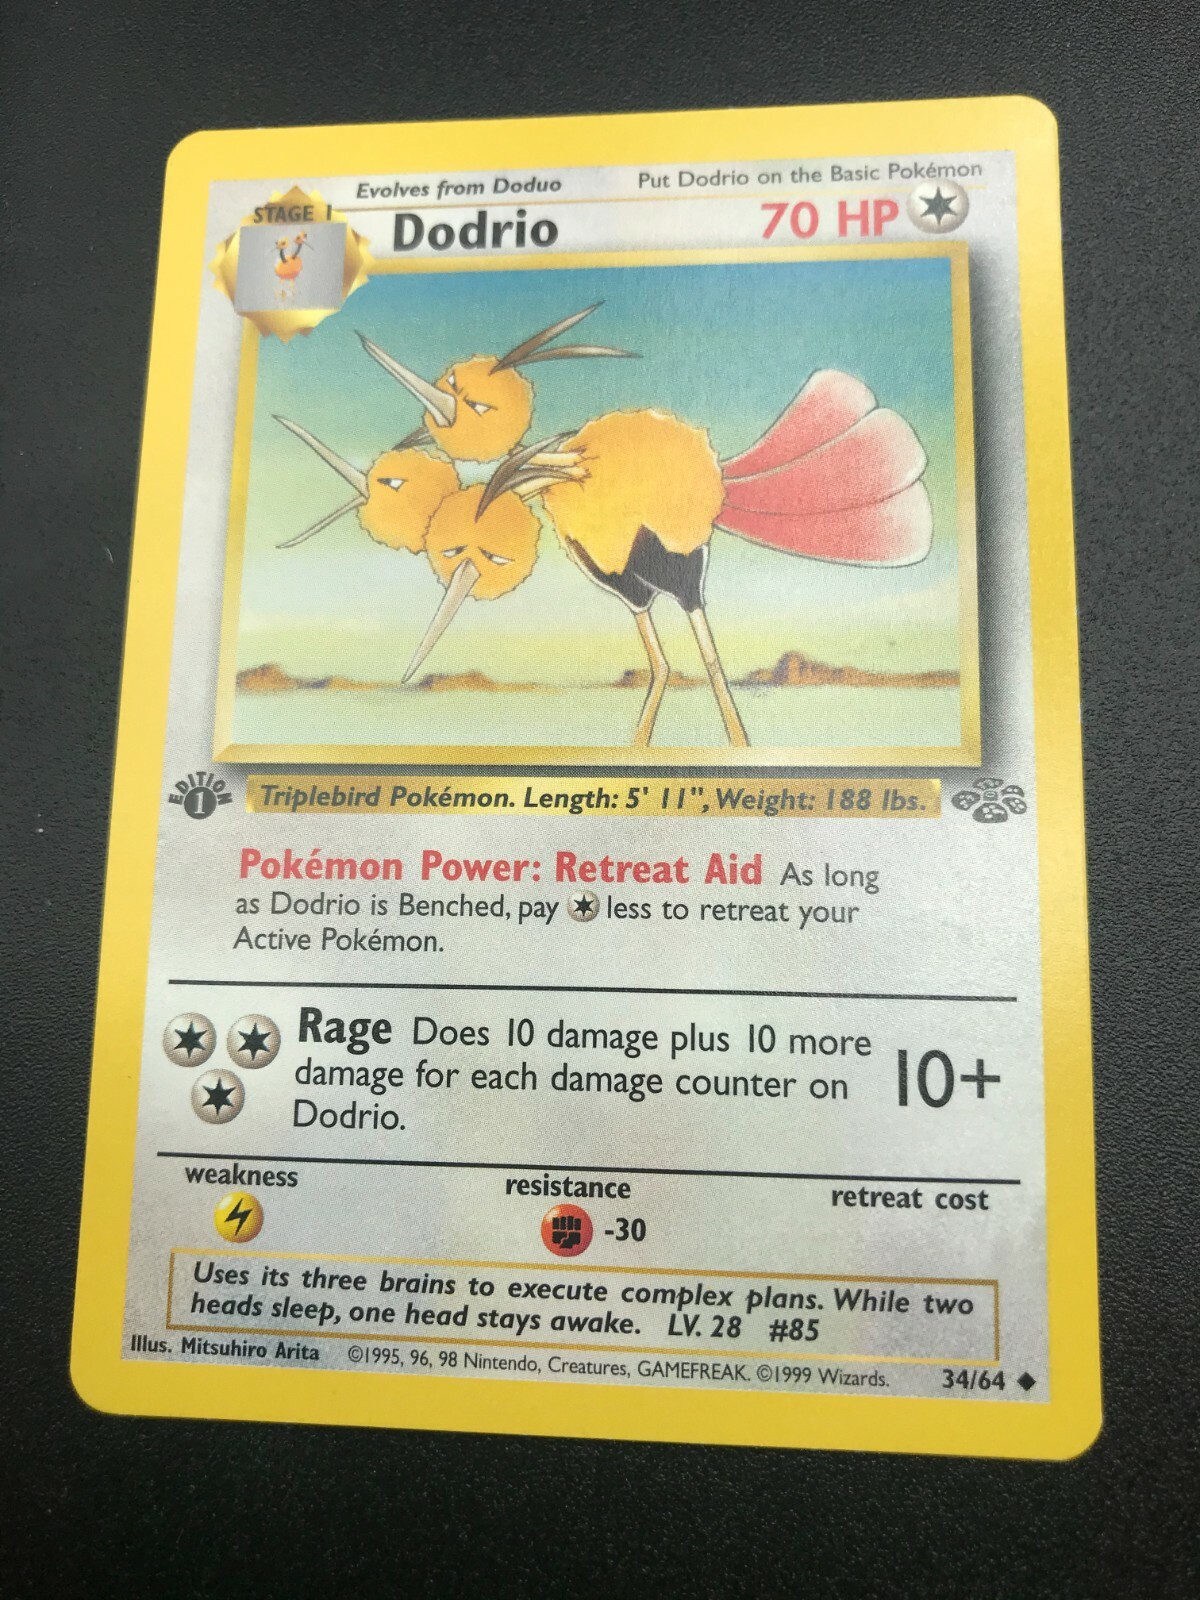 Evolves from Doduo
Put Dodrio on the Basic Pokémon
STAGE 1
Dodrio
70 HP
EDITION
1
Triplebird Pokémon. Length: 5' 11", Weight: 188 lbs.
Pokémon Power: Retreat Aid As long
as Dodrio is Benched, pay less to retreat your
Active Pokémon.
Rage Does 10 damage plus 10 more
damage for each damage counter on
Dodrio.
10+
weakness
resistance
retreat cost
-30
Uses its three brains to execute complex plans. While two
heads sleep, one head stays awake. LV. 28 #85
Illus. Mitsuhiro Arita ©1995, 96, 98 Nintendo, Creatures, GAMEFREAK. ©1999 Wizards. 34/64 ◆